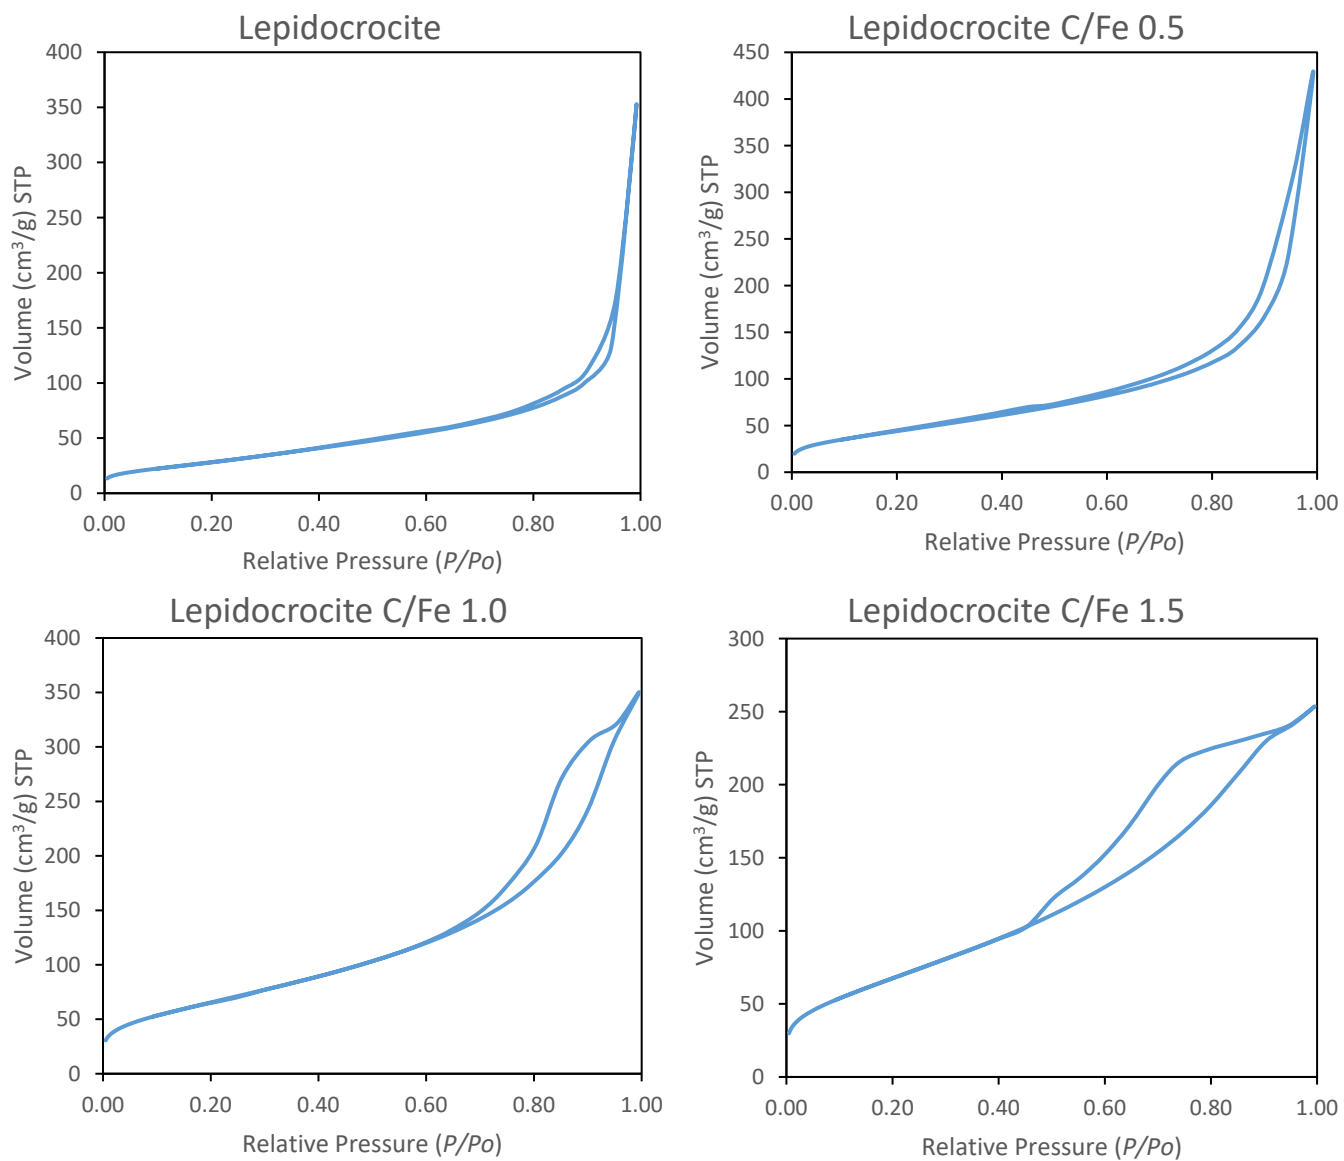 Lepidocrocite
400
350
300
250
200
150
100
50
0
Volume (cm³/g) STP
0.00 0.20 0.40 0.60 0.80 1.00
Relative Pressure (P/Po)
Lepidocrocite C/Fe 0.5
450
400
350
300
250
200
150
100
50
0
Volume (cm³/g) STP
0.00 0.20 0.40 0.60 0.80 1.00
Relative Pressure (P/Po)
Lepidocrocite C/Fe 1.0
400
350
300
250
200
150
100
50
0
Volume (cm³/g) STP
0.00 0.20 0.40 0.60 0.80 1.00
Relative Pressure (P/Po)
Lepidocrocite C/Fe 1.5
300
250
200
150
100
50
0
Volume (cm³/g) STP
0.00 0.20 0.40 0.60 0.80 1.00
Relative Pressure (P/Po)